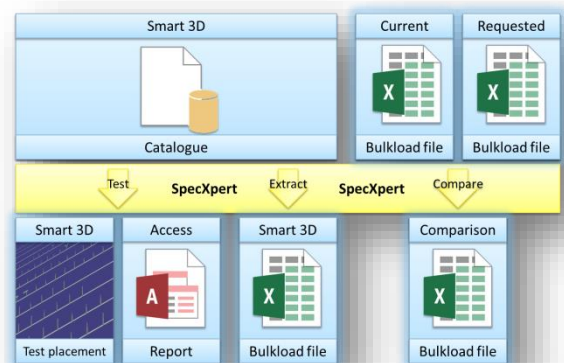 Smart 3D
Current
Requested
X
X
Catalogue
Bulkload file
Bulkload file
Test
SpecXpert
Extract
SpecXpert
Compare
Smart 3D
Access
Smart 3D
Comparison
A
X
X
Test placement
Report
Bulkload file
Bulkload file